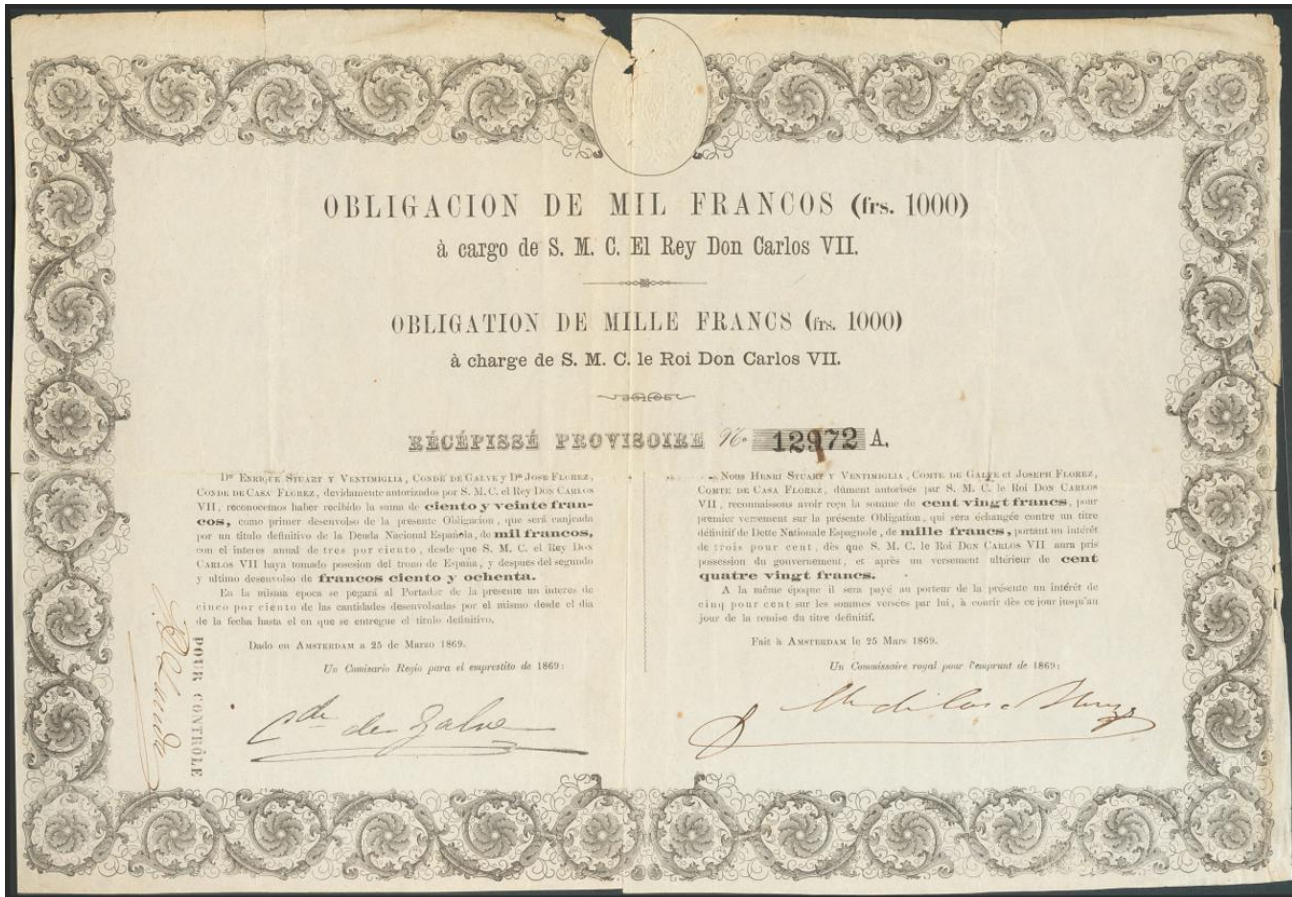 OBLIGACION DE MIL FRANCOS (frs. 1000)
à cargo de S. M. C. El Rey Don Carlos VII.
OBLIGATION DE MILLE FRANCS (frs. 1000)
à charge de S. M. C. le Roi Don Carlos VII.
RÉCÉPISSÉ PROVISOIRE No. 12972 A.
Dn ENRIQUE STUART Y VENTIMIGLIA, CONDE DE GALVE y Dn JOSE FLOREZ,
CONDE DE CASA FLOREZ, devidamente autorizados por S. M. C. el Rey DON CARLOS
VII, reconocemos haber recibido la suma de ciento y veinte fran-
cos, como primer desenvolso de la presente Obligacion, que será canjeada
por un titulo definitivo de la Deuda Nacional Española, de mil francos,
con el interes anual de tres por ciento, desde que S. M. C. el Rey DON
CARLOS VII haya tomado posesion del trono de España, y despues del segundo
y ultimo desenvolso de francos ciento y ochenta.
En la misma epoca se pegará al Portador de la presente un interes de
cinco por ciento de las cantidades desenvolsadas por el mismo desde el dia
de la fecha hasta el en que se entregue el titulo definitivo.
Dado en AMSTERDAM a 25 de Marzo 1869.
Un Comisario Regio para el emprestito de 1869:
Cde de Galve
POUR CONTRÔLE
Nous HENRI STUART Y VENTIMIGLIA, COMTE DE GALVE et JOSEPH FLOREZ,
COMTE DE CASA FLOREZ, dûment autorisés par S. M. C. le Roi DON CARLOS
VII, reconnaissons avoir reçu la somme de cent vingt francs, pour
premier versement sur la présente Obligation, qui sera échangée contre un titre
définitif de Dette Nationale Espagnole, de mille francs, portant un intérêt
de trois pour cent, dès que S. M. C. le Roi DON CARLOS VII aura pris
possession du gouvernement, et après un versement ultérieur de cent
quatre vingt francs.
A la même époque il sera payé au porteur de la présente un intérêt de
cinq pour cent sur les sommes versées par lui, à courir dès ce jour jusqu'au
jour de la remise du titre définitif.
Fait à AMSTERDAM le 25 Mars 1869.
Un Commissaire royal pour l'emprunt de 1869: